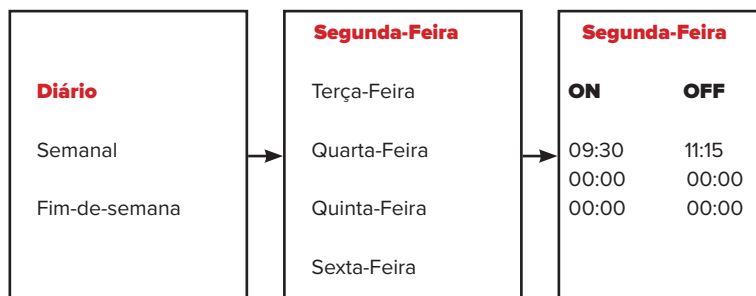 Diário
Semanal
Fim-de-semana
Segunda-Feira
Terça-Feira
Quarta-Feira
Quinta-Feira
Sexta-Feira
Segunda-Feira
ON OFF
09:30 11:15
00:00 00:00
00:00 00:00